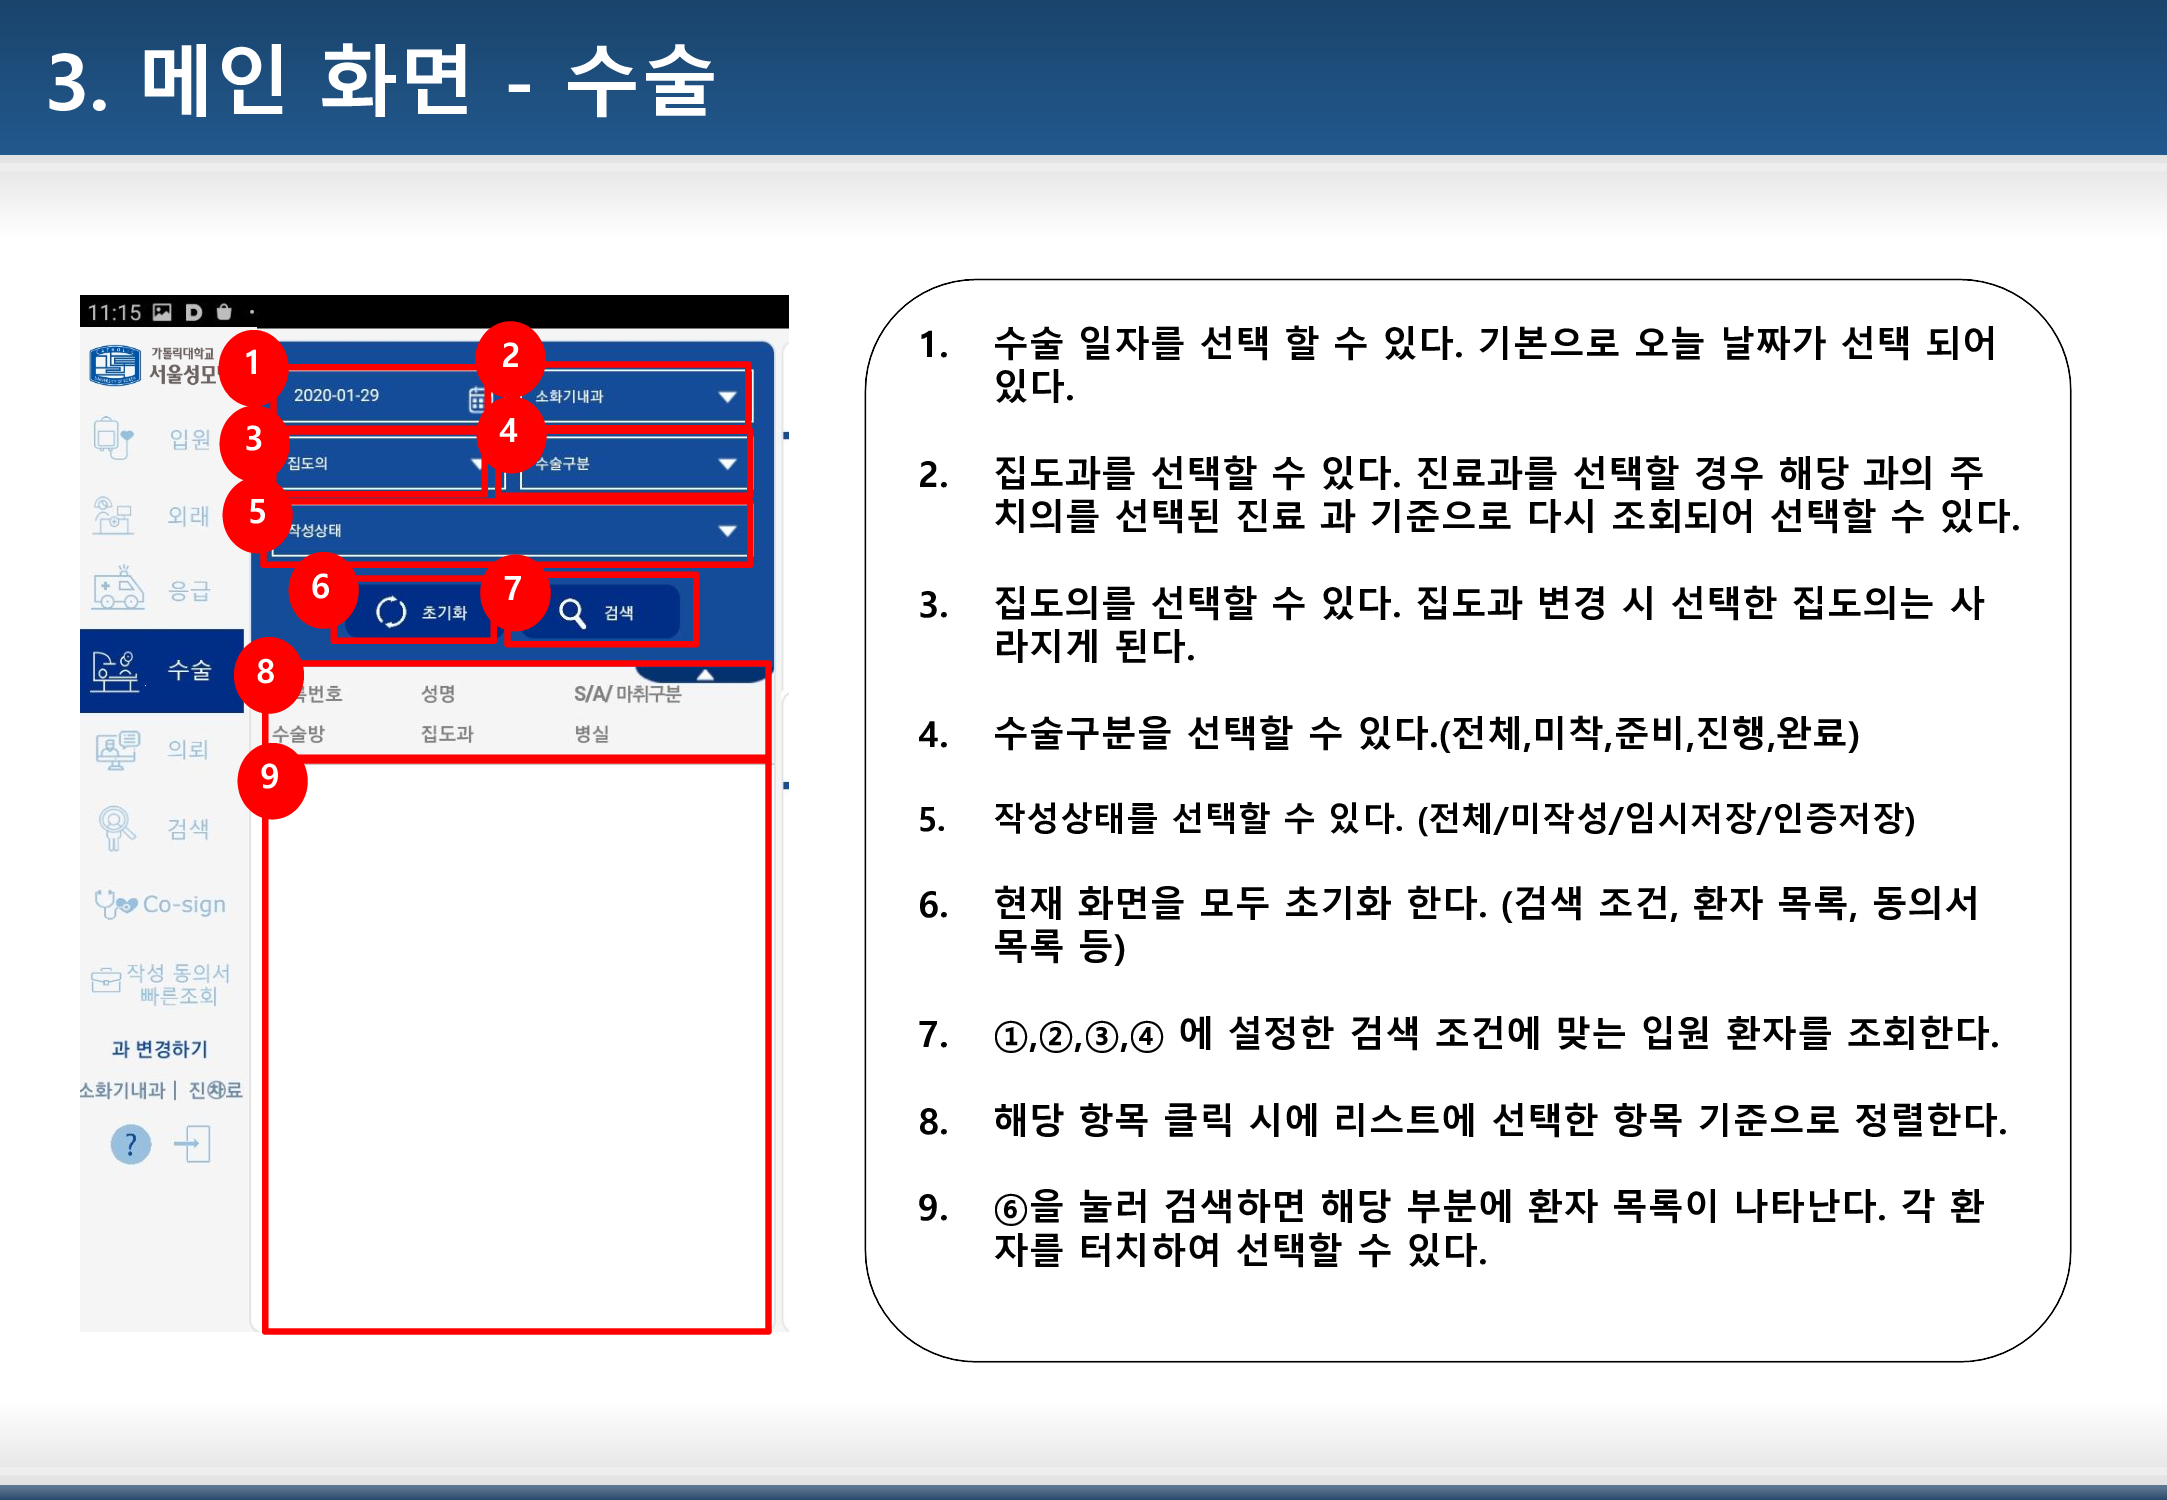 3. 메인 화면 - 수술
11:15
가톨릭대학교
서울성모
입원
외래
응급
수술
의뢰
검색
Co-sign
작성 동의서
빠른조회
과 변경하기
소화기내과 | 진료
?
1
2
2020-01-29
소화기내과
3
4
집도의
수술구분
5
작성상태
6
7
초기화
검색
8
록번호 성명 S/A/ 마취구분
수술방 집도과 병실
9
1. 수술 일자를 선택 할 수 있다. 기본으로 오늘 날짜가 선택 되어
있다.
2. 집도과를 선택할 수 있다. 진료과를 선택할 경우 해당 과의 주
치의를 선택된 진료 과 기준으로 다시 조회되어 선택할 수 있다.
3. 집도의를 선택할 수 있다. 집도과 변경 시 선택한 집도의는 사
라지게 된다.
4. 수술구분을 선택할 수 있다.(전체,미착,준비,진행,완료)
5. 작성상태를 선택할 수 있다. (전체/미작성/임시저장/인증저장)
6. 현재 화면을 모두 초기화 한다. (검색 조건, 환자 목록, 동의서
목록 등)
7. ①,②,③,④ 에 설정한 검색 조건에 맞는 입원 환자를 조회한다.
8. 해당 항목 클릭 시에 리스트에 선택한 항목 기준으로 정렬한다.
9. ⑥을 눌러 검색하면 해당 부분에 환자 목록이 나타난다. 각 환
자를 터치하여 선택할 수 있다.